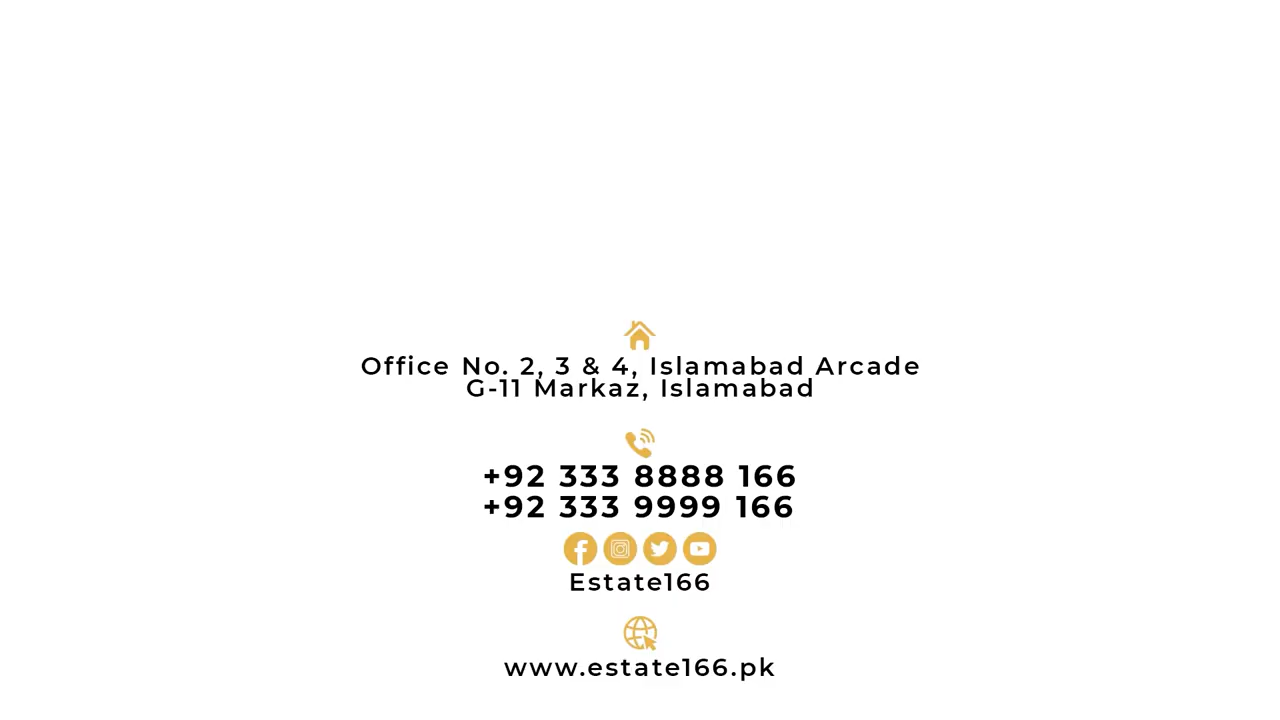 Office No. 2, 3 & 4, Islamabad Arcade
G-11 Markaz, Islamabad
+92 333 8888 166
+92 333 9999 166
Estate166
www.estate166.pk